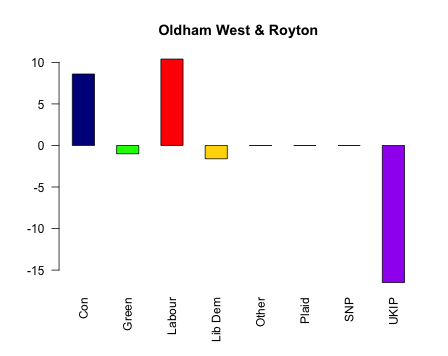 Oldham West & Royton
10
5
0
-5
-10
-15
Con
Green
Labour
Lib Dem
Other
Plaid
SNP
UKIP